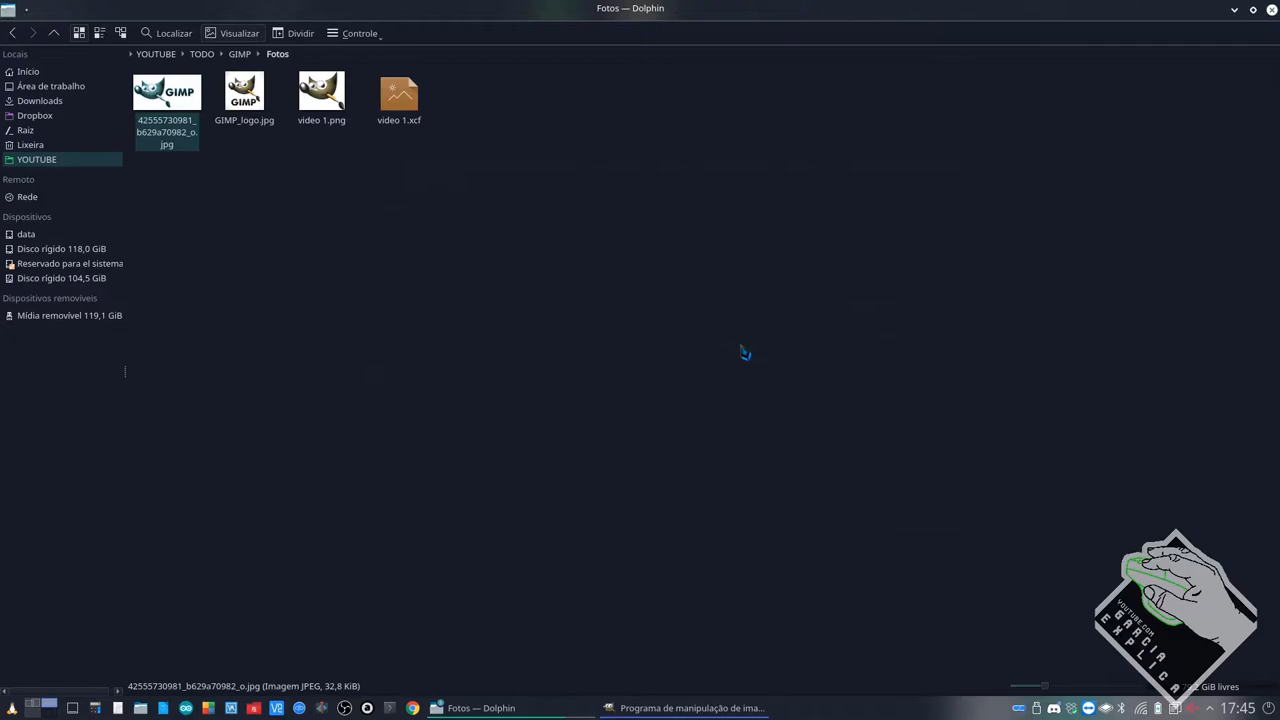 Fotos — Dolphin
Localizar
Visualizar
Dividir
Controle
Locais
YOUTUBE
TODO
GIMP
Fotos
Início
Área de trabalho
Downloads
Dropbox
Raiz
Lixeira
YOUTUBE
Remoto
Rede
Dispositivos
data
Disco rígido 118,0 GiB
Reservado para el sistema
Disco rígido 104,5 GiB
Dispositivos removíveis
Mídia removível 119,1 GiB
GIMP
GIMP
42555730981_
b629a70982_o.
jpg
GIMP_logo.jpg
video 1.png
video 1.xcf
YOUTUBE.COM
GARCIA
EXPLICA
42555730981_b629a70982_o.jpg (Imagem JPEG, 32,8 KiB)
GiB livres
Fotos — Dolphin
Programa de manipulação de ima...
17:45